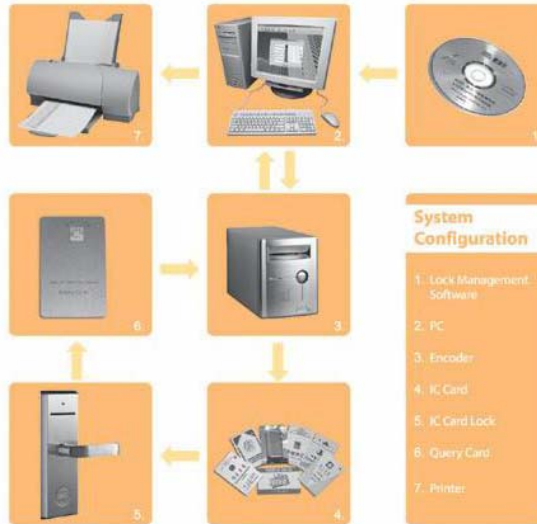 7.
2.
1.
6.
3.
System
Configuration
1. Lock Management
Software
2. PC
3. Encoder
4. IC Card
5. IC Card Lock
6. Query Card
7. Printer
5.
4.